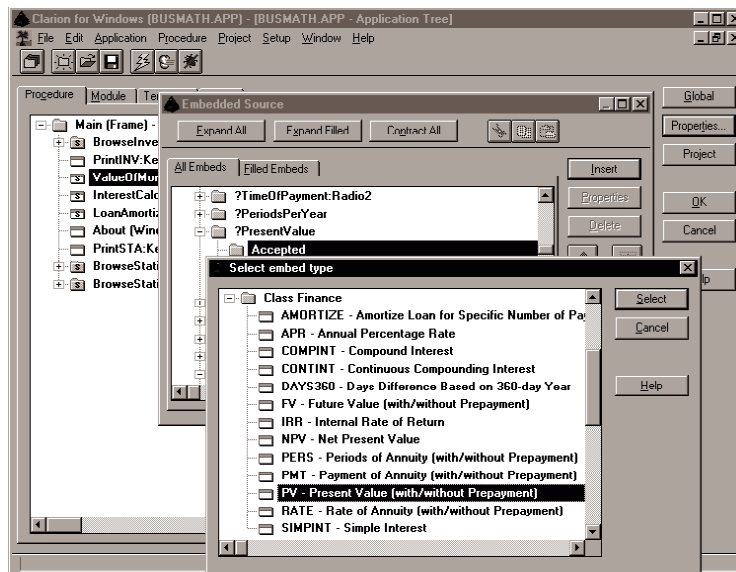 Clarion for Windows (BUSMATH.APP) - [BUSMATH.APP - Application Tree]
File Edit Application Procedure Project Setup Window Help
Procedure Module
Global
Properties...
Project
OK
Cancel
Main (Frame) -
BrowseInve
PrintINV:Ke
InterestCalc
LoanAmortiz
About (Wind
PrintSTA:Ke
BrowseStati
BrowseStati
Embedded Source
Expand All Expand Filled Contract All
All Embeds Filled Embeds
Insert
Properties
Delete
?TimeOfPayment:Radio2
?PeriodsPerYear
?PresentValue
Accepted
Select embed type
Select
Cancel
Help
Class Finance
AMORTIZE - Amortize Loan for Specific Number of Pa
APR - Annual Percentage Rate
COMPINT - Compound Interest
CONTINT - Continuous Compounding Interest
DAYS360 - Days Difference Based on 360-day Year
FV - Future Value (with/without Prepayment)
IRR - Internal Rate of Return
NPV - Net Present Value
PERS - Periods of Annuity (with/without Prepayment)
PMT - Payment of Annuity (with/without Prepayment)
PV - Present Value (with/without Prepayment)
RATE - Rate of Annuity (with/without Prepayment)
SIMPINT - Simple Interest